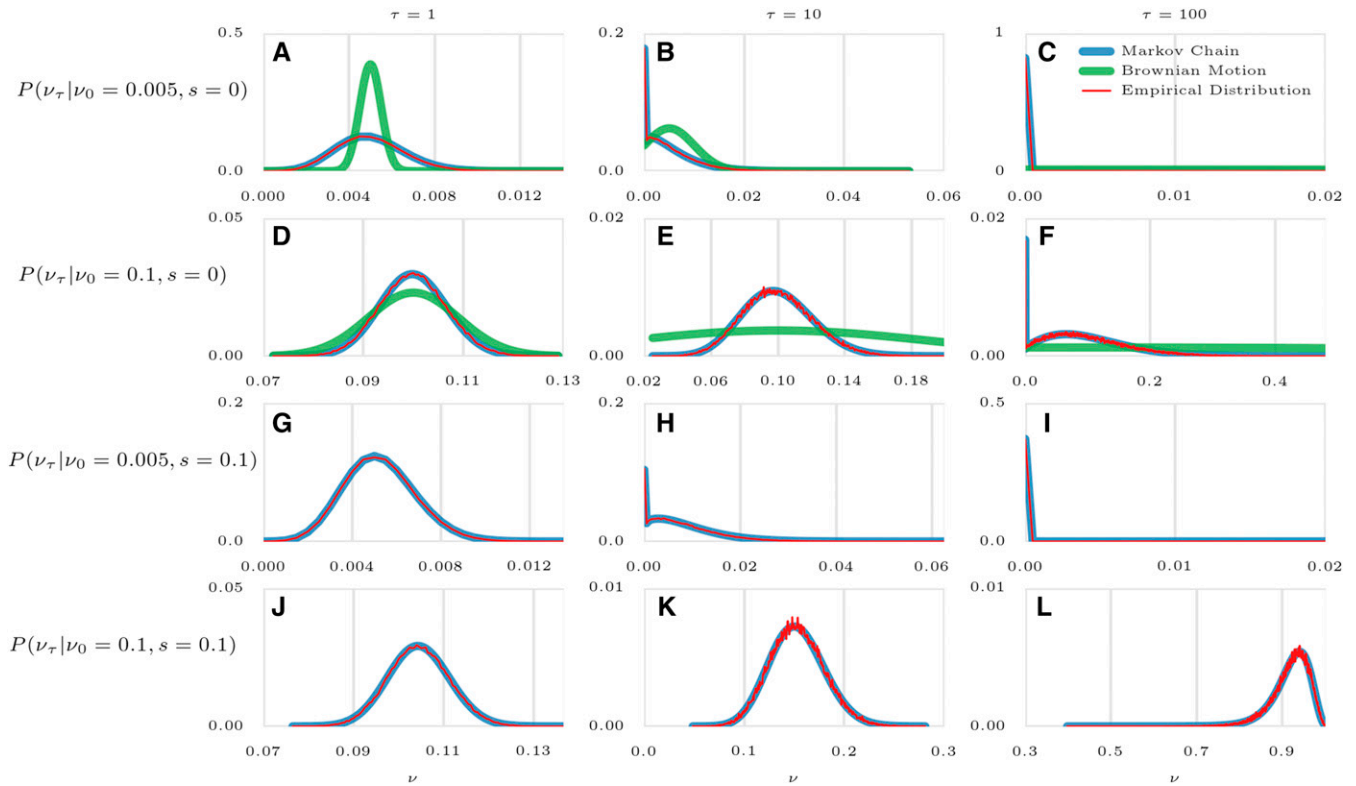 τ = 1
τ = 10
τ = 100
P(ντ|ν0 = 0.005, s = 0)
0.5
0.0
A
0.000 0.004 0.008 0.012
0.2
0.0
B
0.00 0.02 0.04 0.06
1
0
C
Markov Chain
Brownian Motion
Empirical Distribution
0.00 0.01 0.02
P(ντ|ν0 = 0.1, s = 0)
0.05
0.00
D
0.07 0.09 0.11 0.13
0.02
0.00
E
0.02 0.06 0.10 0.14 0.18
0.02
0.00
F
0.0 0.2 0.4
P(ντ|ν0 = 0.005, s = 0.1)
0.2
0.0
G
0.000 0.004 0.008 0.012
0.2
0.0
H
0.00 0.02 0.04 0.06
0.5
0.0
I
0.00 0.01 0.02
P(ντ|ν0 = 0.1, s = 0.1)
0.05
0.00
J
0.07 0.09 0.11 0.13
ν
0.01
0.00
K
0.0 0.1 0.2 0.3
ν
0.01
0.00
L
0.3 0.5 0.7 0.9
ν